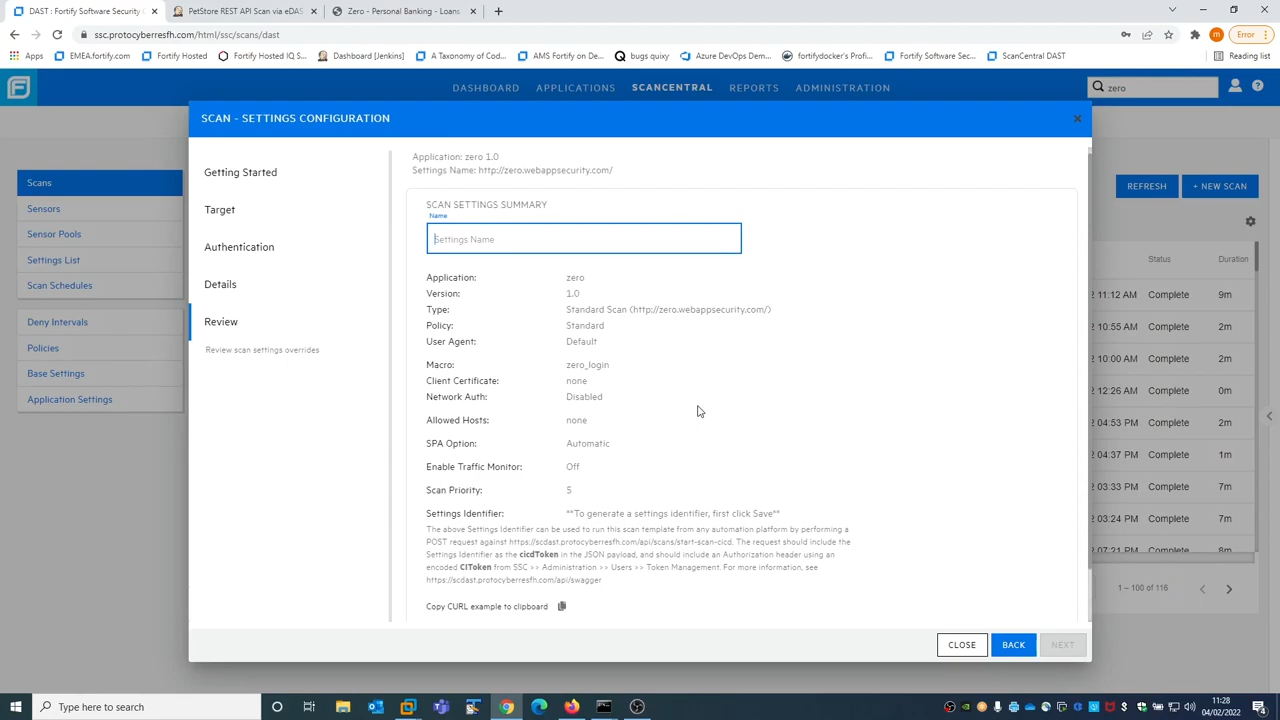 DAST : Fortify Software Security C
PetStore REST API Scan via eDAS
Zero - Personal Banking - Loans
ssc.protocyberresfh.com/html/ssc/scans/dast
Error
Apps
EMEA.fortify.com
Fortify Hosted
Fortify Hosted IQ S...
Dashboard [Jenkins]
A Taxonomy of Cod...
AMS Fortify on De...
bugs quixy
Azure DevOps Dem...
fortifydocker's Profi...
Fortify Software Sec...
ScanCentral DAST
Reading list
DASHBOARD
APPLICATIONS
SCANCENTRAL
REPORTS
ADMINISTRATION
zero
SCAN - SETTINGS CONFIGURATION
Scans
Sensors
Sensor Pools
Settings List
Scan Schedules
Deny Intervals
Policies
Base Settings
Application Settings
Getting Started
Target
Authentication
Details
Review
Review scan settings overrides
Application: zero 1.0
Settings Name: http://zero.webappsecurity.com/
SCAN SETTINGS SUMMARY
Name
Settings Name
Application: zero
Version: 1.0
Type: Standard Scan (http://zero.webappsecurity.com/)
Policy: Standard
User Agent: Default
Macro: zero_login
Client Certificate: none
Network Auth: Disabled
Allowed Hosts: none
SPA Option: Automatic
Enable Traffic Monitor: Off
Scan Priority: 5
Settings Identifier: **To generate a settings identifier, first click Save**
The above Settings Identifier can be used to run this scan template from any automation platform by performing a
POST request against https://scdast.protocyberresfh.com/api/scans/start-scan-cicd. The request should include the
Settings Identifier as the cicdToken in the JSON payload, and should include an Authorization header using an
encoded CIToken from SSC >> Administration >> Users >> Token Management. For more information, see
https://scdast.protocyberresfh.com/api/swagger
Copy CURL example to clipboard
CLOSE
BACK
NEXT
REFRESH
+ NEW SCAN
Status
Duration
2 11:12 AM Complete 9m
2 10:55 AM Complete 2m
2 10:00 AM Complete 2m
2 12:26 AM Complete 0m
2 04:53 PM Complete 2m
2 04:37 PM Complete 1m
2 03:33 PM Complete 7m
2 03:24 PM Complete 7m
2 07:21 PM Complete 8m
1 – 100 of 116
Type here to search
11:28
04/02/2022